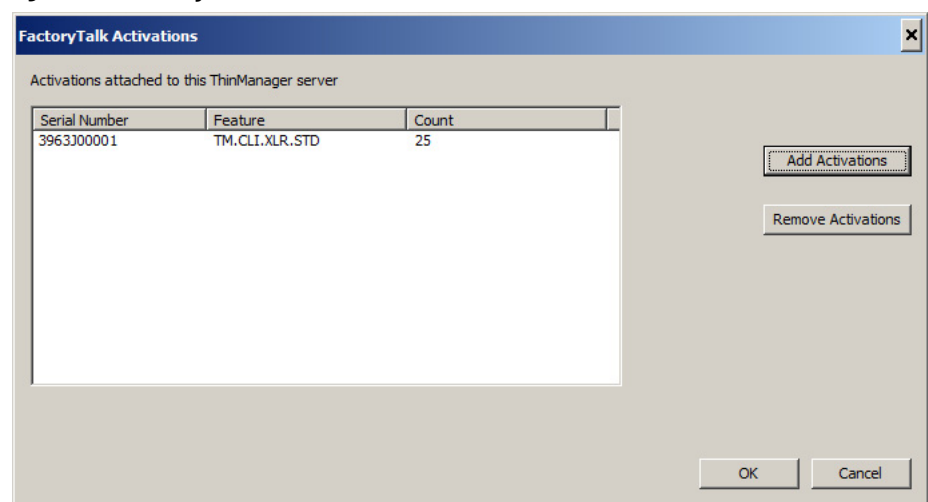 FactoryTalk Activations
Activations attached to this ThinManager server
Serial Number Feature Count
3963J00001 TM.CLI.XLR.STD 25
Add Activations
Remove Activations
OK Cancel